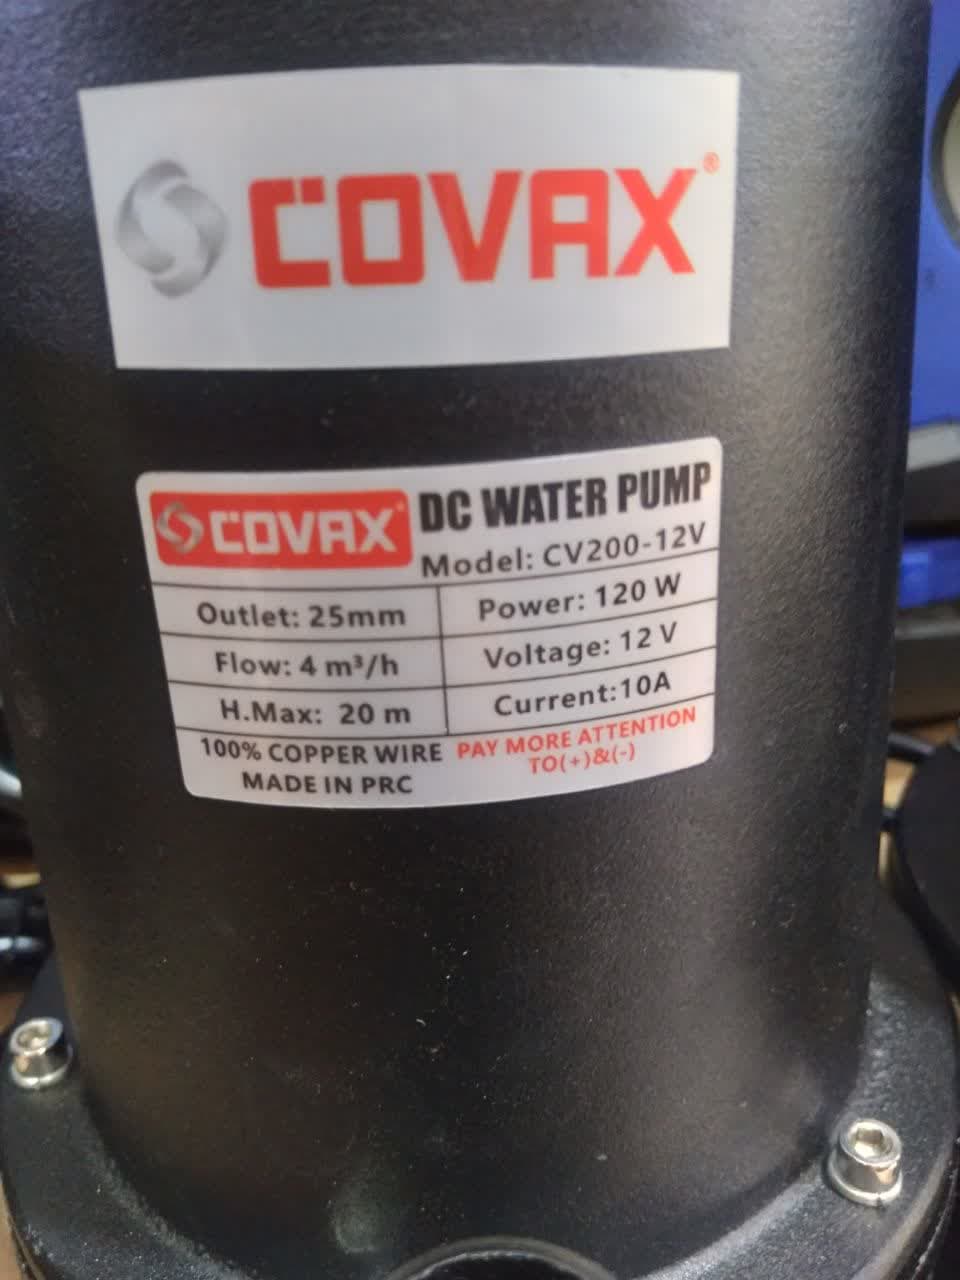 COVAX®
COVAX® DC WATER PUMP
Model: CV200-12V
Outlet: 25mm Power: 120 W
Flow: 4 m³/h Voltage: 12 V
H.Max: 20 m Current:10A
100% COPPER WIRE PAY MORE ATTENTION
MADE IN PRC TO(+)&(-)